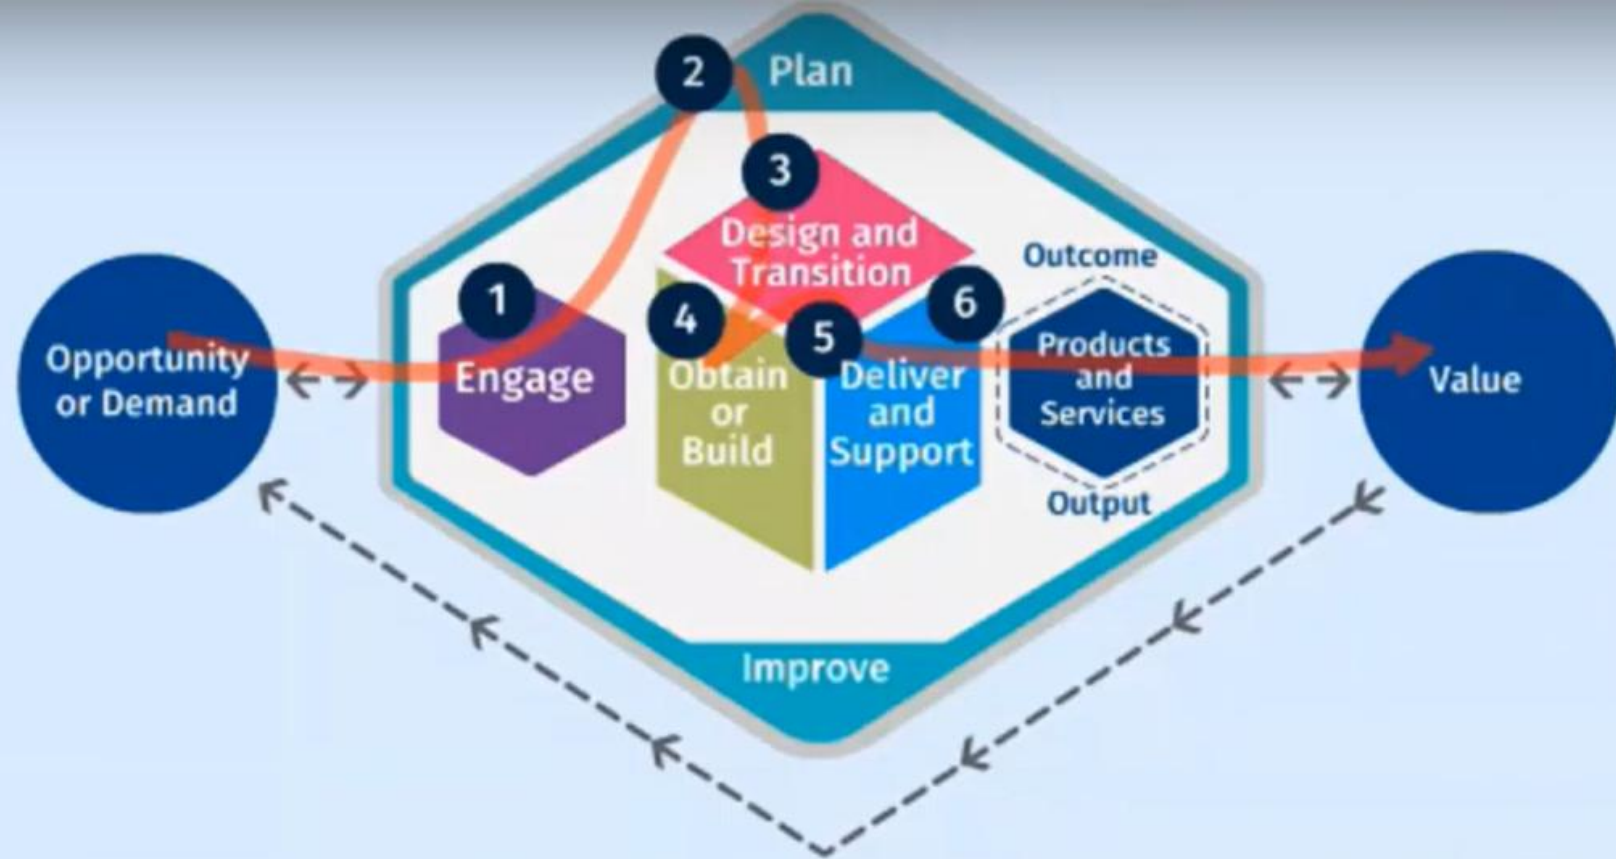 2
Plan
3
Design and
Transition
1
Engage
4
Obtain
or
Build
5
6
Deliver
and
Support
Outcome
Products
and
Services
Output
Opportunity
or Demand
Value
Improve